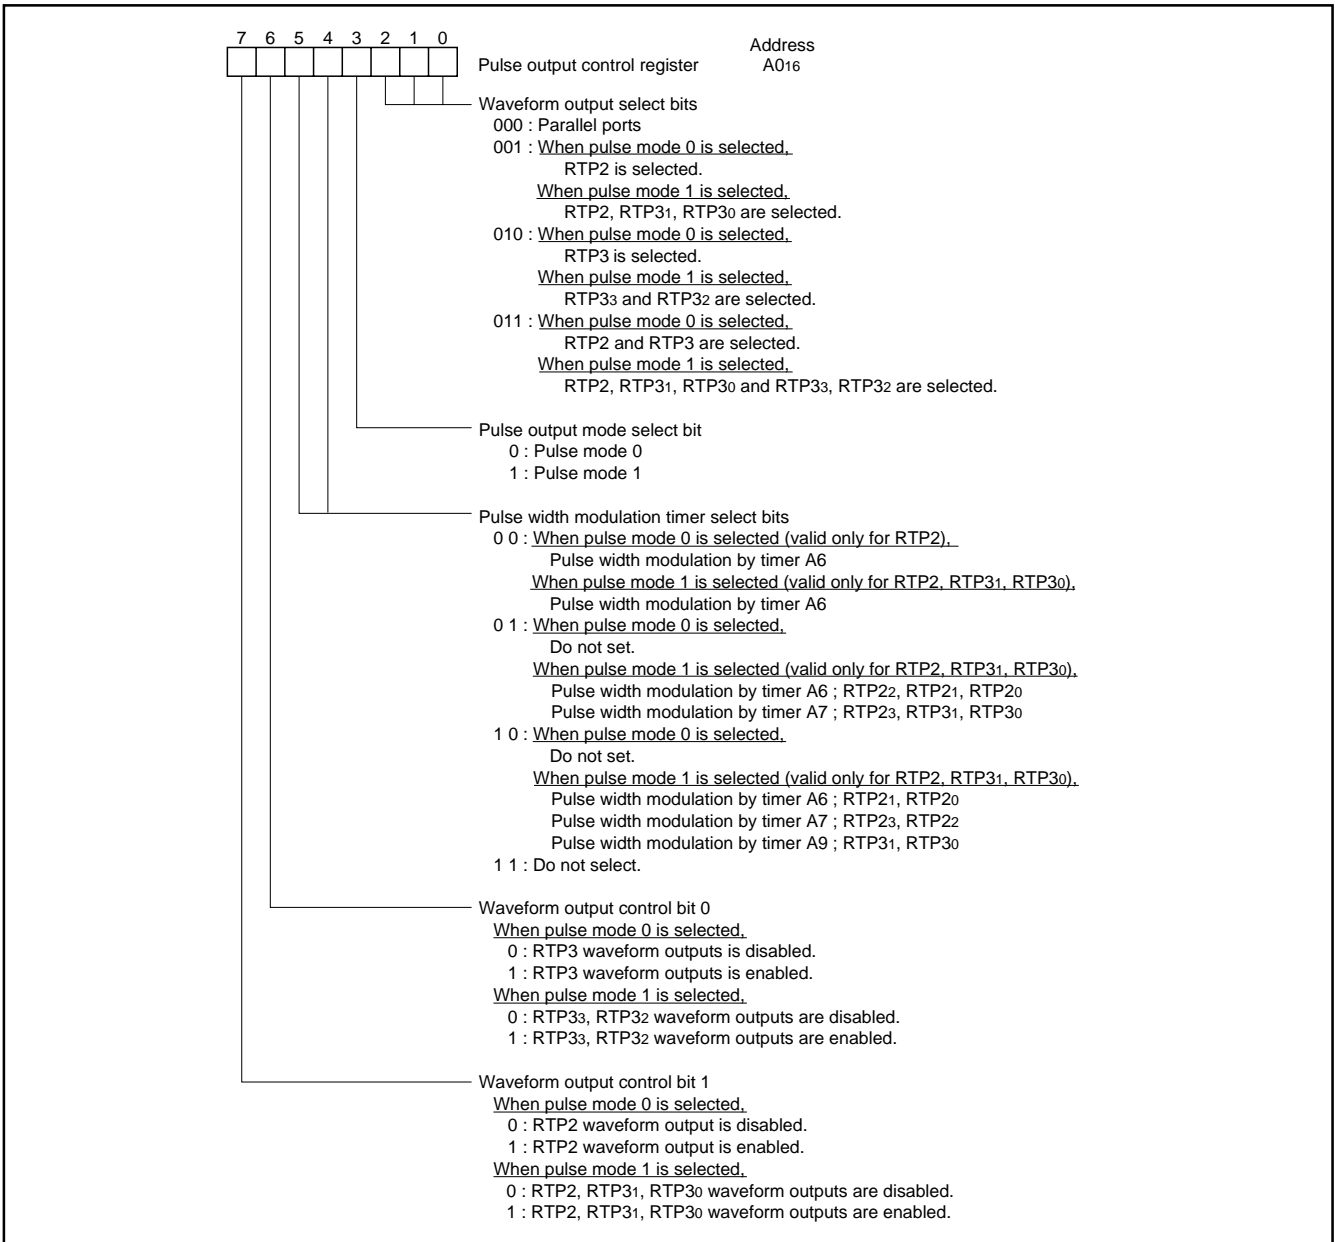 7 6 5 4 3 2 1 0
Address
Pulse output control register A016
Waveform output select bits
000 : Parallel ports
001 : When pulse mode 0 is selected,
RTP2 is selected.
When pulse mode 1 is selected,
RTP2, RTP31, RTP30 are selected.
010 : When pulse mode 0 is selected,
RTP3 is selected.
When pulse mode 1 is selected,
RTP33 and RTP32 are selected.
011 : When pulse mode 0 is selected,
RTP2 and RTP3 are selected.
When pulse mode 1 is selected,
RTP2, RTP31, RTP30 and RTP33, RTP32 are selected.
Pulse output mode select bit
0 : Pulse mode 0
1 : Pulse mode 1
Pulse width modulation timer select bits
0 0 : When pulse mode 0 is selected (valid only for RTP2),
Pulse width modulation by timer A6
When pulse mode 1 is selected (valid only for RTP2, RTP31, RTP30),
Pulse width modulation by timer A6
0 1 : When pulse mode 0 is selected,
Do not set.
When pulse mode 1 is selected (valid only for RTP2, RTP31, RTP30),
Pulse width modulation by timer A6 ; RTP22, RTP21, RTP20
Pulse width modulation by timer A7 ; RTP23, RTP31, RTP30
1 0 : When pulse mode 0 is selected,
Do not set.
When pulse mode 1 is selected (valid only for RTP2, RTP31, RTP30),
Pulse width modulation by timer A6 ; RTP21, RTP20
Pulse width modulation by timer A7 ; RTP23, RTP22
Pulse width modulation by timer A9 ; RTP31, RTP30
1 1 : Do not select.
Waveform output control bit 0
When pulse mode 0 is selected,
0 : RTP3 waveform outputs is disabled.
1 : RTP3 waveform outputs is enabled.
When pulse mode 1 is selected,
0 : RTP33, RTP32 waveform outputs are disabled.
1 : RTP33, RTP32 waveform outputs are enabled.
Waveform output control bit 1
When pulse mode 0 is selected,
0 : RTP2 waveform output is disabled.
1 : RTP2 waveform output is enabled.
When pulse mode 1 is selected,
0 : RTP2, RTP31, RTP30 waveform outputs are disabled.
1 : RTP2, RTP31, RTP30 waveform outputs are enabled.